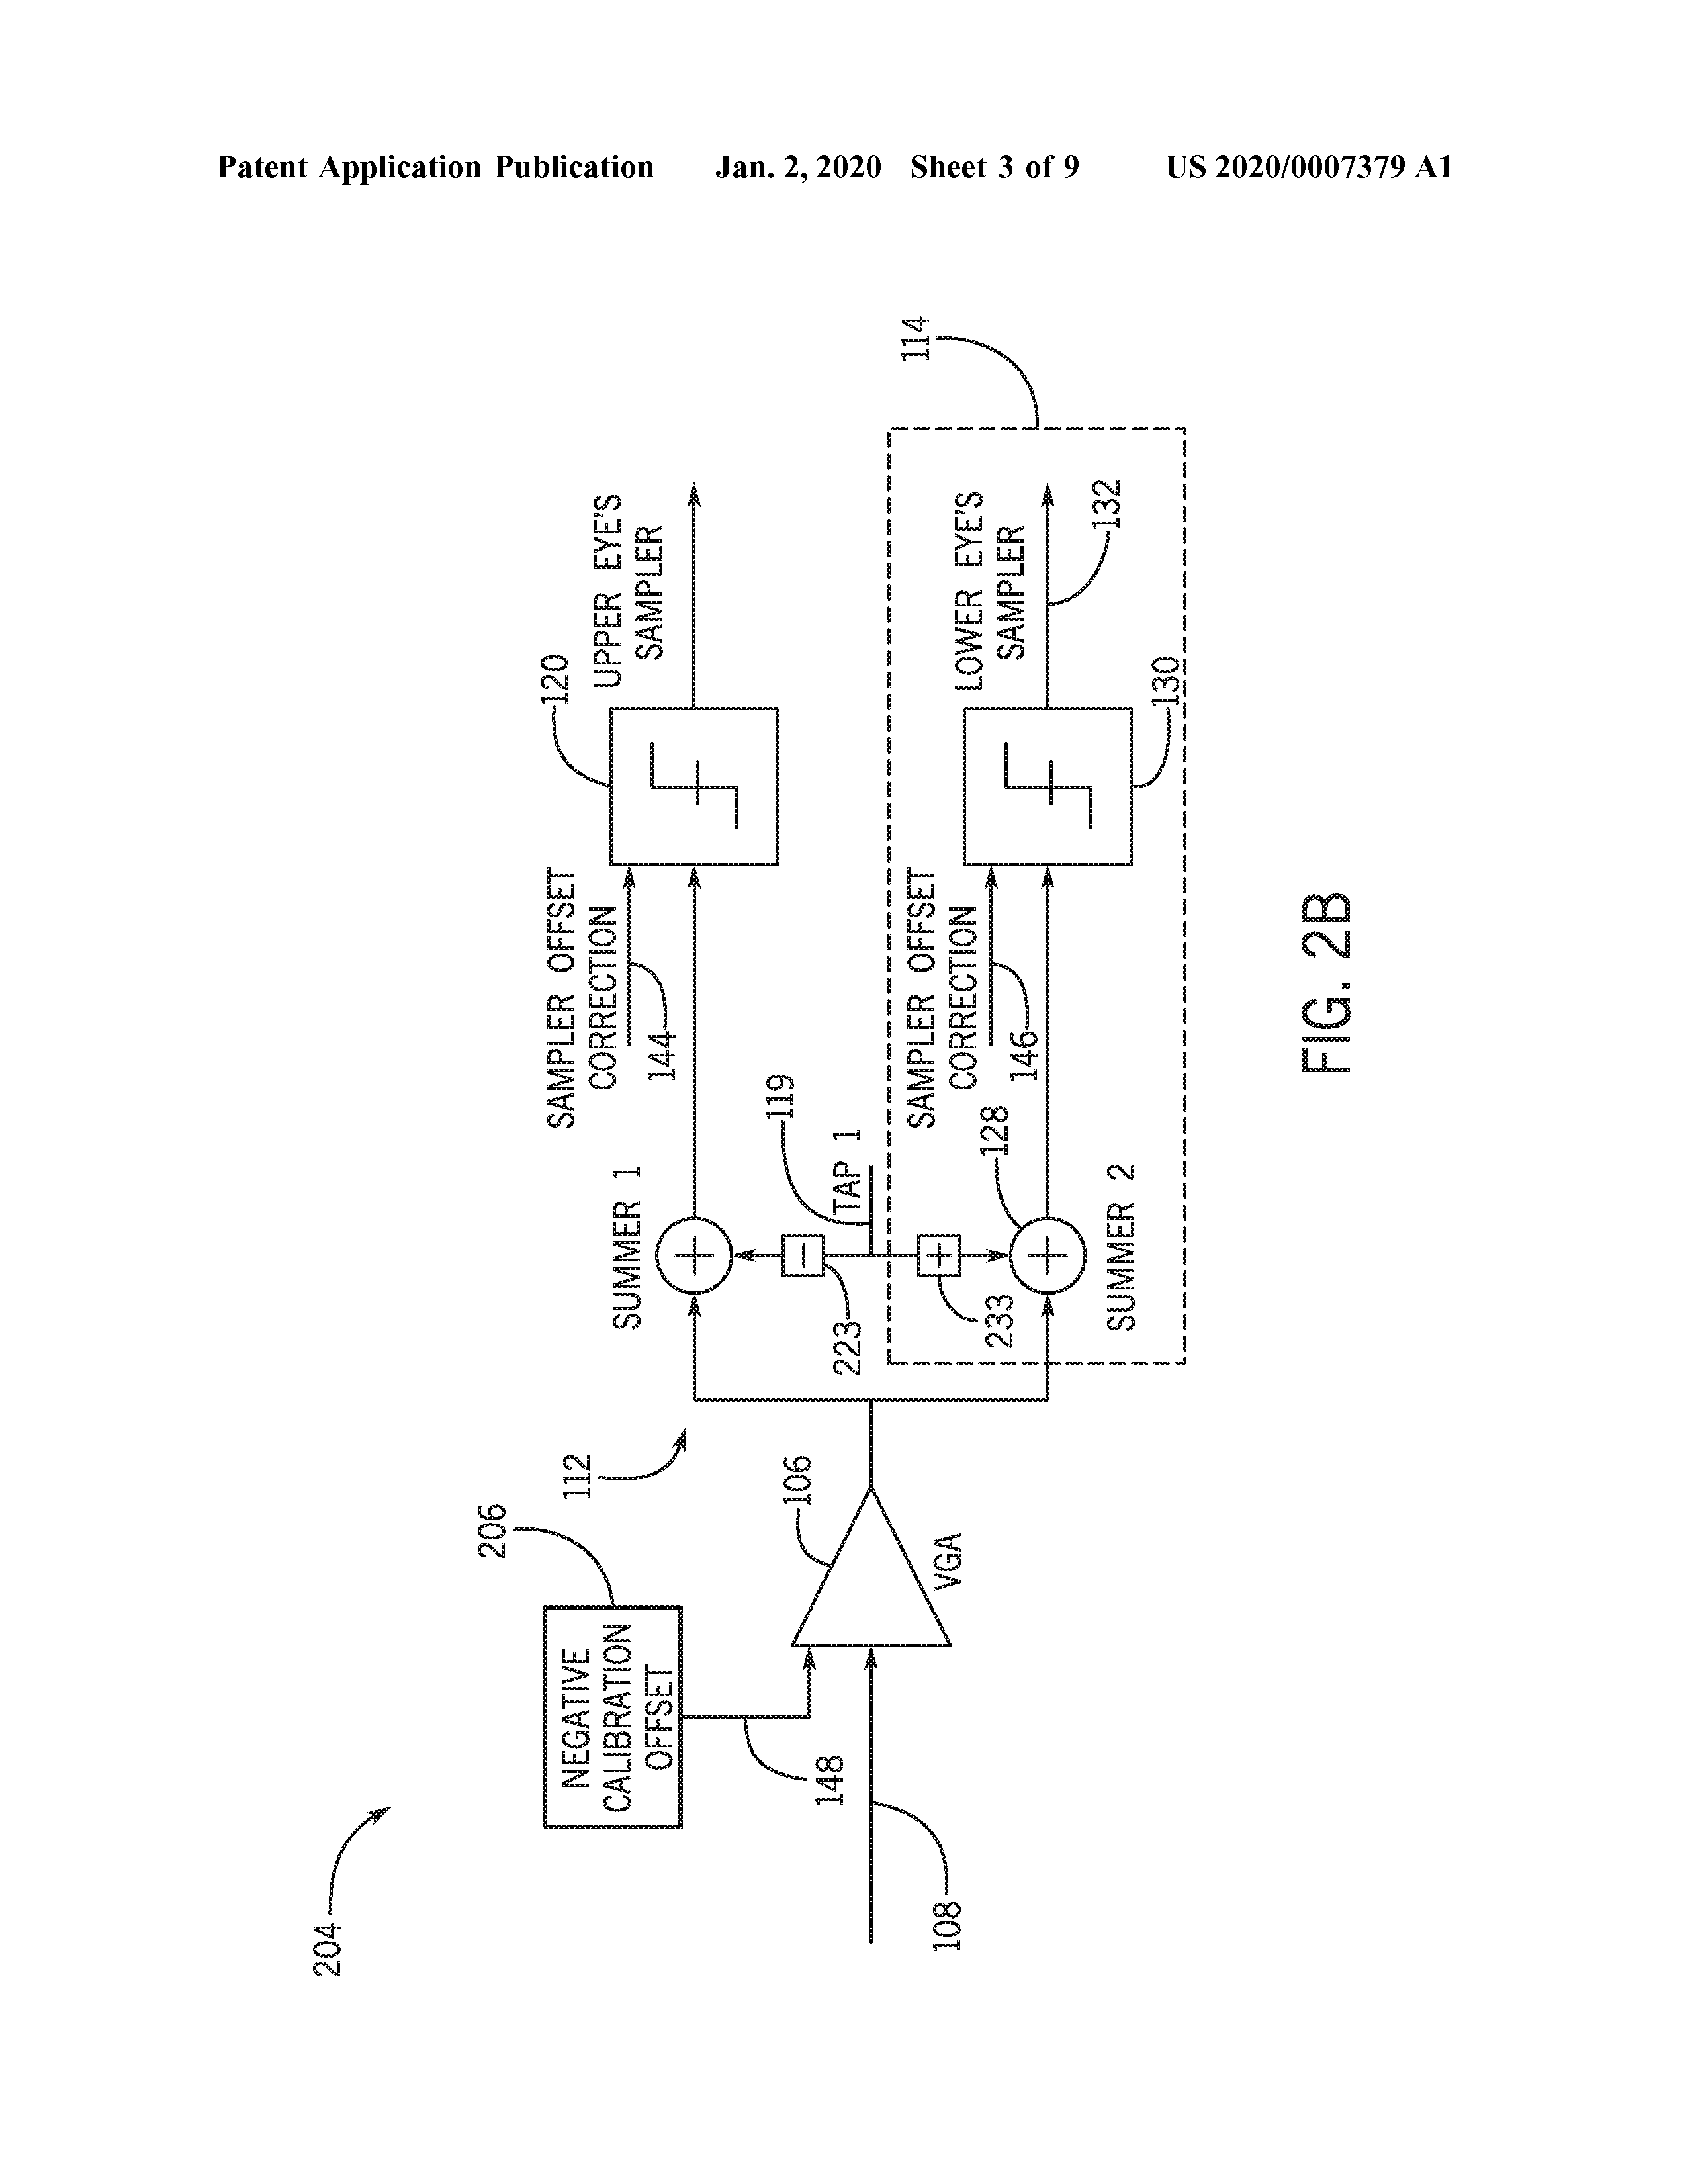 Patent Application Publication Jan. 2, 2020 Sheet 3 of 9 US 2020/0007379 A1
204
206
NEGATIVE
CALIBRATION
OFFSET
148
108
112
106
VGA
SUMMER 1
223
119
TAP 1
SAMPLER OFFSET
CORRECTION
144
120
UPPER EYE'S
SAMPLER
114
233
128
SUMMER 2
SAMPLER OFFSET
CORRECTION
146
130
LOWER EYE'S
SAMPLER
132
FIG. 2B